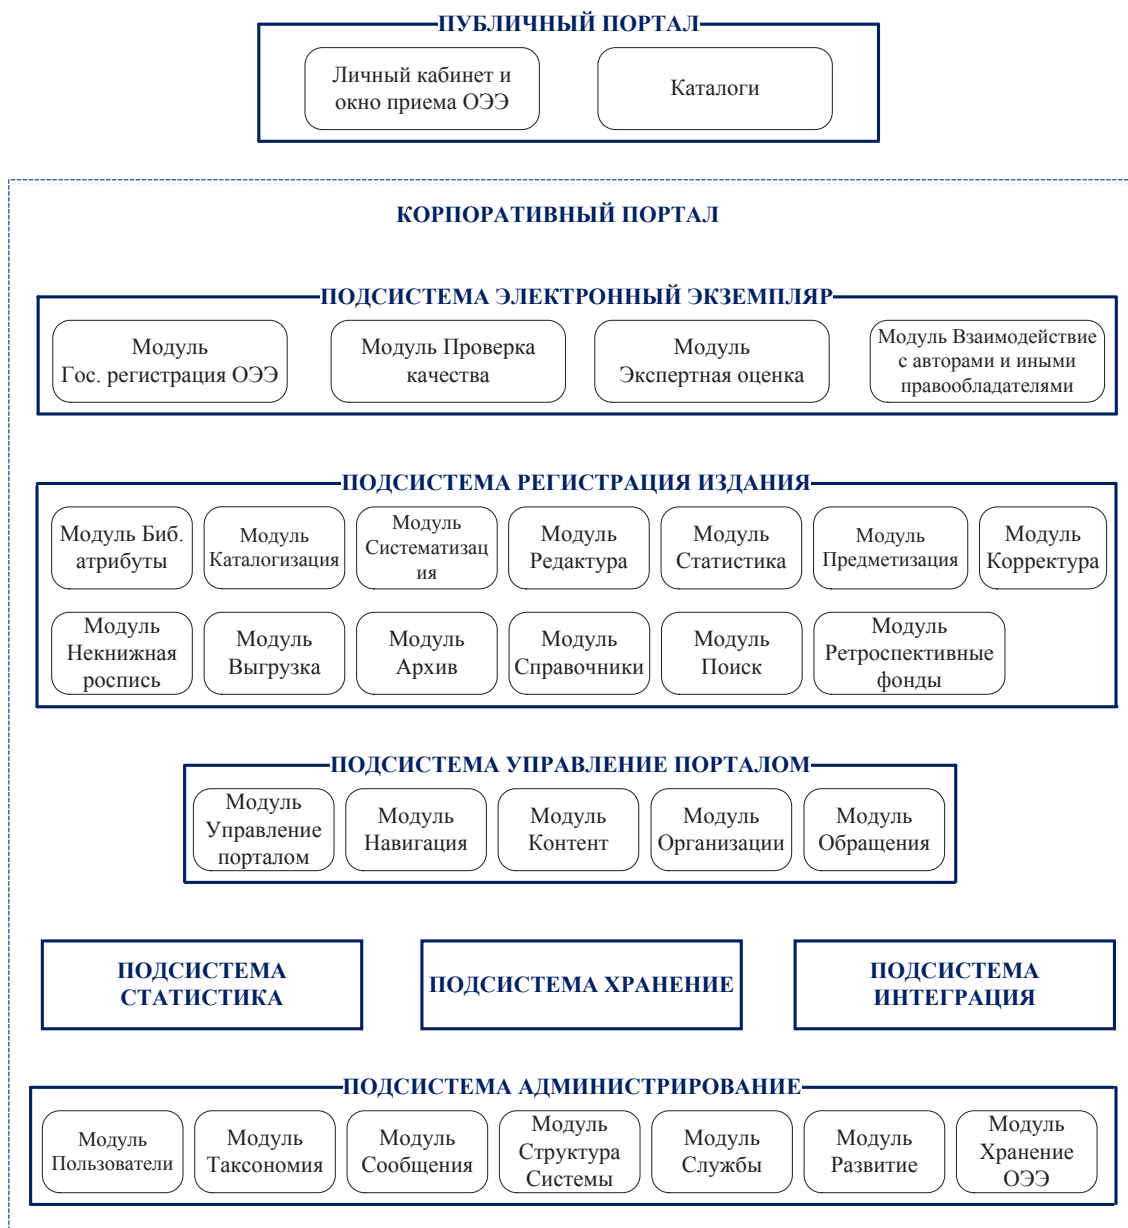 ПУБЛИЧНЫЙ ПОРТАЛ
Личный кабинет и
окно приема ОЭЭ
Каталоги
КОРПОРАТИВНЫЙ ПОРТАЛ
ПОДСИСТЕМА ЭЛЕКТРОННЫЙ ЭКЗЕМПЛЯР
Модуль
Гос. регистрация ОЭЭ
Модуль Проверка
качества
Модуль
Экспертная оценка
Модуль Взаимодействие
с авторами и иными
правообладателями
ПОДСИСТЕМА РЕГИСТРАЦИЯ ИЗДАНИЯ
Модуль Биб.
атрибуты
Модуль
Каталогизация
Модуль
Систематизац
ия
Модуль
Редактура
Модуль
Статистика
Модуль
Предметизация
Модуль
Корректура
Модуль
Некнижная
роспись
Модуль
Выгрузка
Модуль
Архив
Модуль
Справочники
Модуль
Поиск
Модуль
Ретроспективные
фонды
ПОДСИСТЕМА УПРАВЛЕНИЕ ПОРТАЛОМ
Модуль
Управление
порталом
Модуль
Навигация
Модуль
Контент
Модуль
Организации
Модуль
Обращения
ПОДСИСТЕМА
СТАТИСТИКА
ПОДСИСТЕМА ХРАНЕНИЕ
ПОДСИСТЕМА
ИНТЕГРАЦИЯ
ПОДСИСТЕМА АДМИНИСТРИРОВАНИЕ
Модуль
Пользователи
Модуль
Таксономия
Модуль
Сообщения
Модуль
Структура
Системы
Модуль
Службы
Модуль
Развитие
Модуль
Хранение
ОЭЭ